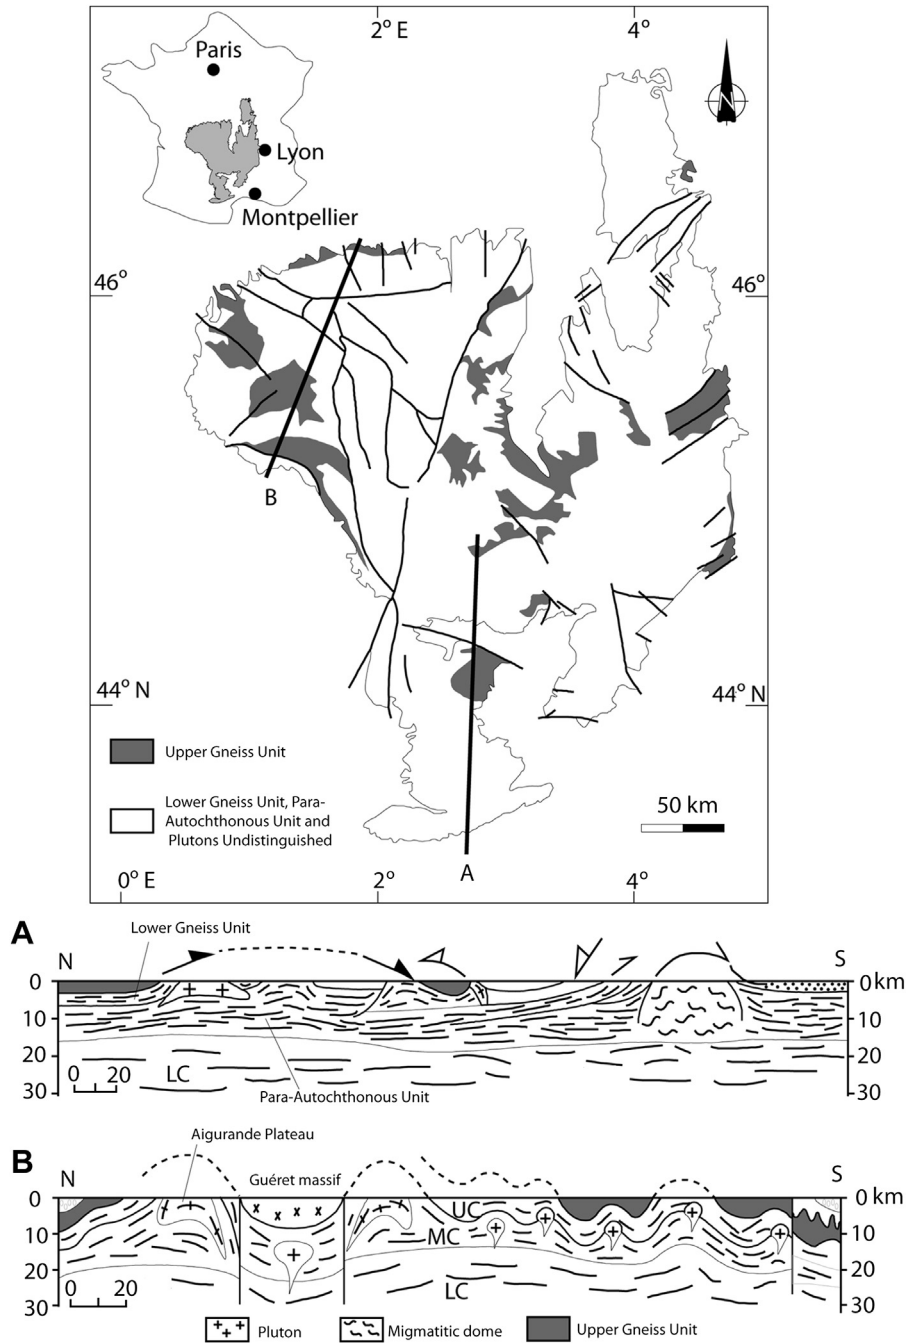 2° E
4°
Paris
Lyon
Montpellier
N
46°
46°
B
44° N
44° N
Upper Gneiss Unit
Lower Gneiss Unit, Para-
Autochthonous Unit and
Plutons Undistinguished
50 km
A
0° E
2°
4°
A
Lower Gneiss Unit
N
S
0
0 km
10
10
20
20
30
30
0 20
LC
Para-Autochthonous Unit
B
Aigurande Plateau
N
Guéret massif
S
0
0 km
UC
10
MC
10
20
20
0 20
LC
30
30
Pluton
Migmatitic dome
Upper Gneiss Unit